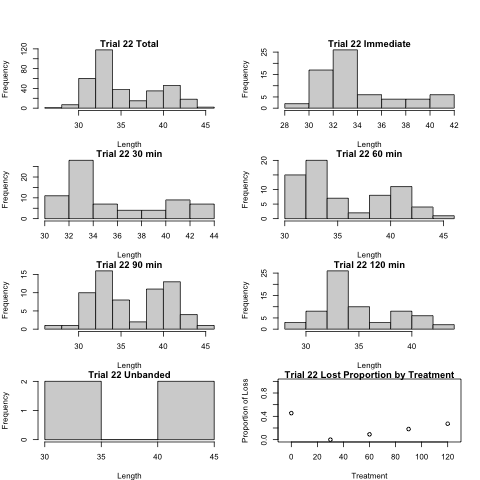 Trial 22 Total
Frequency
0 40 80 120
30 35 40 45
Length
Trial 22 Immediate
Frequency
0 5 15 25
28 30 32 34 36 38 40 42
Length
Trial 22 30 min
Frequency
0 10 20
30 32 34 36 38 40 42 44
Length
Trial 22 60 min
Frequency
0 5 10 20
30 35 40 45
Length
Trial 22 90 min
Frequency
0 5 10 15
30 35 40 45
Length
Trial 22 120 min
Frequency
0 5 15 25
30 35 40
Length
Trial 22 Unbanded
Frequency
0 1 2
30 35 40 45
Length
Trial 22 Lost Proportion by Treatment
Proportion of Loss
0.0 0.4 0.8
0 20 40 60 80 100 120
Treatment